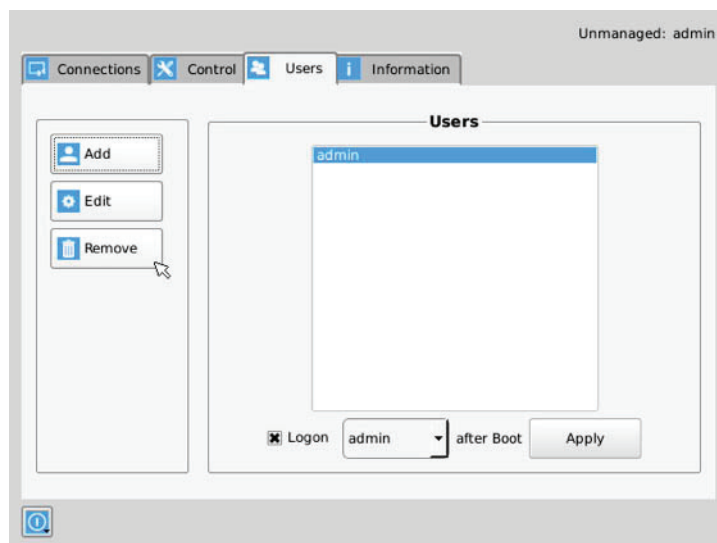 Unmanaged: admin
Connections Control Users Information
Users
Add
Edit
Remove
admin
Logon admin after Boot Apply